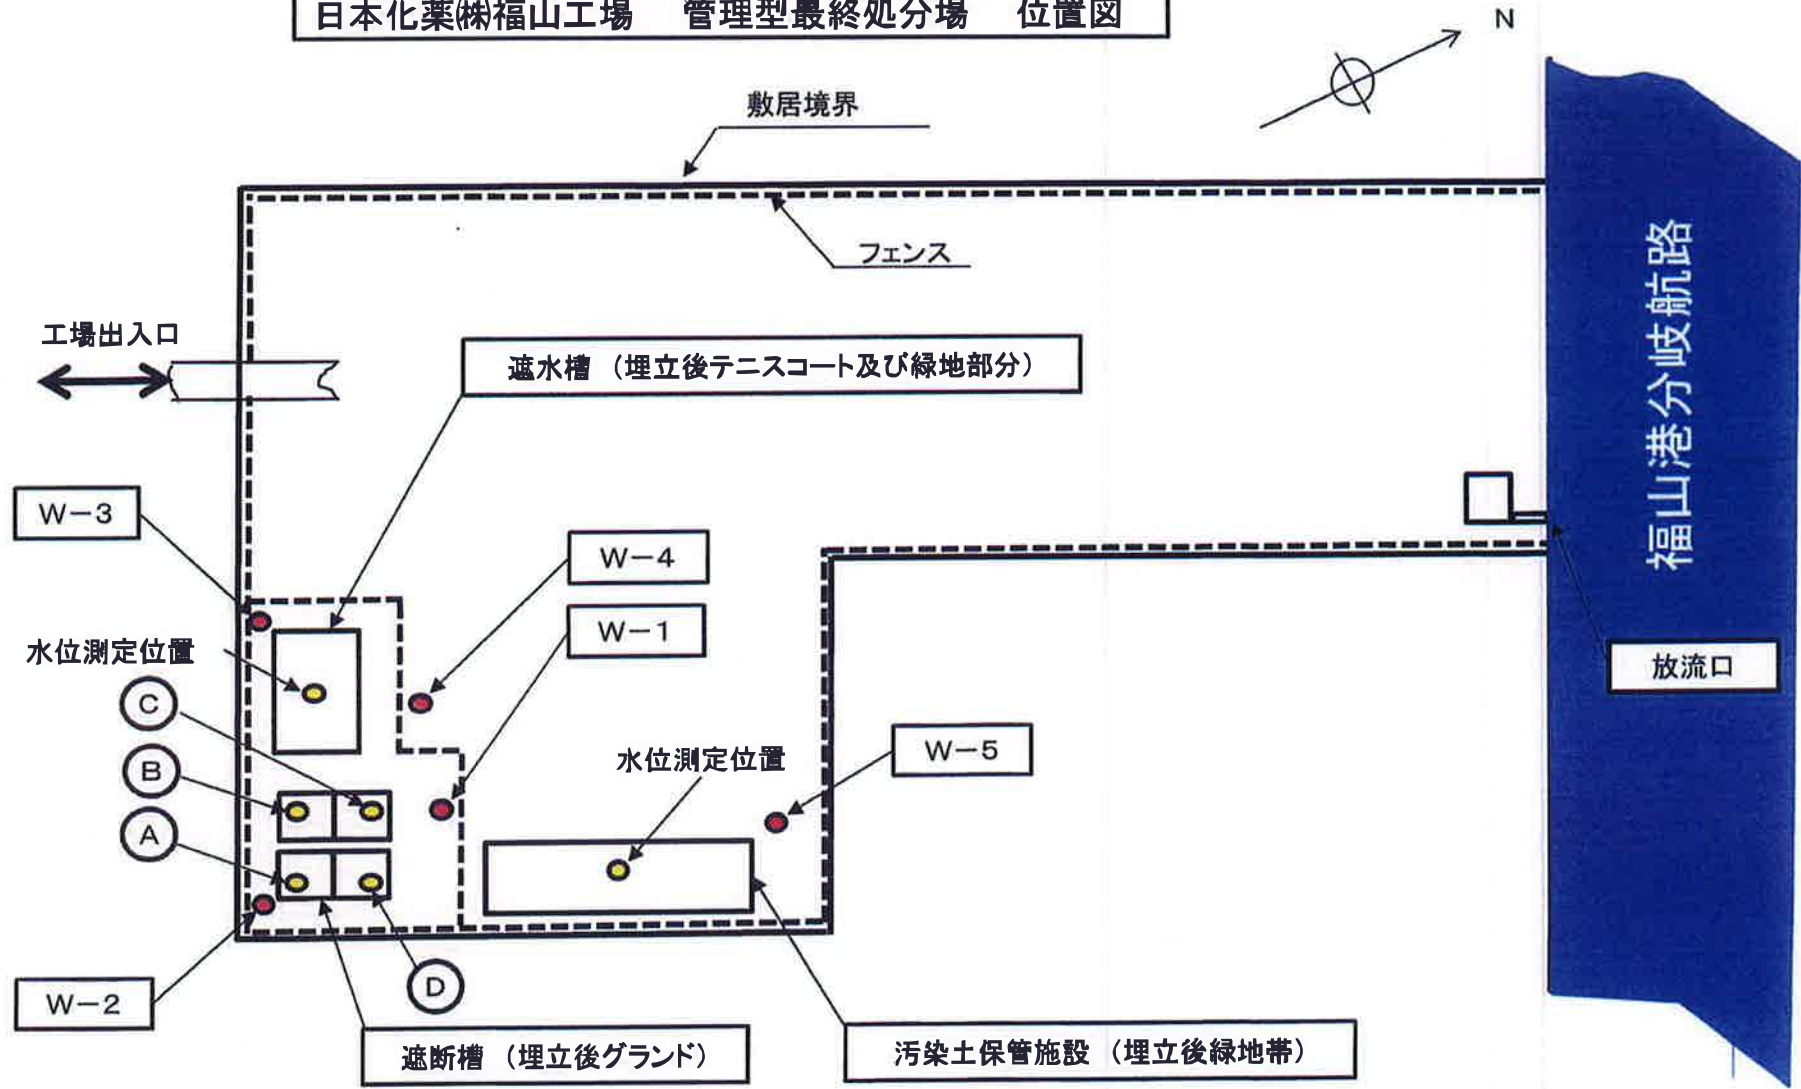 日本化薬㈱福山工場　管理型最終処分場　位置図
N
敷居境界
フェンス
工場出入口
遮水槽（埋立後テニスコート及び緑地部分）
福山港分岐航路
W-3
W-4
W-1
水位測定位置
放流口
C
水位測定位置
W-5
B
A
D
W-2
遮断槽（埋立後グランド）
汚染土保管施設（埋立後緑地帯）